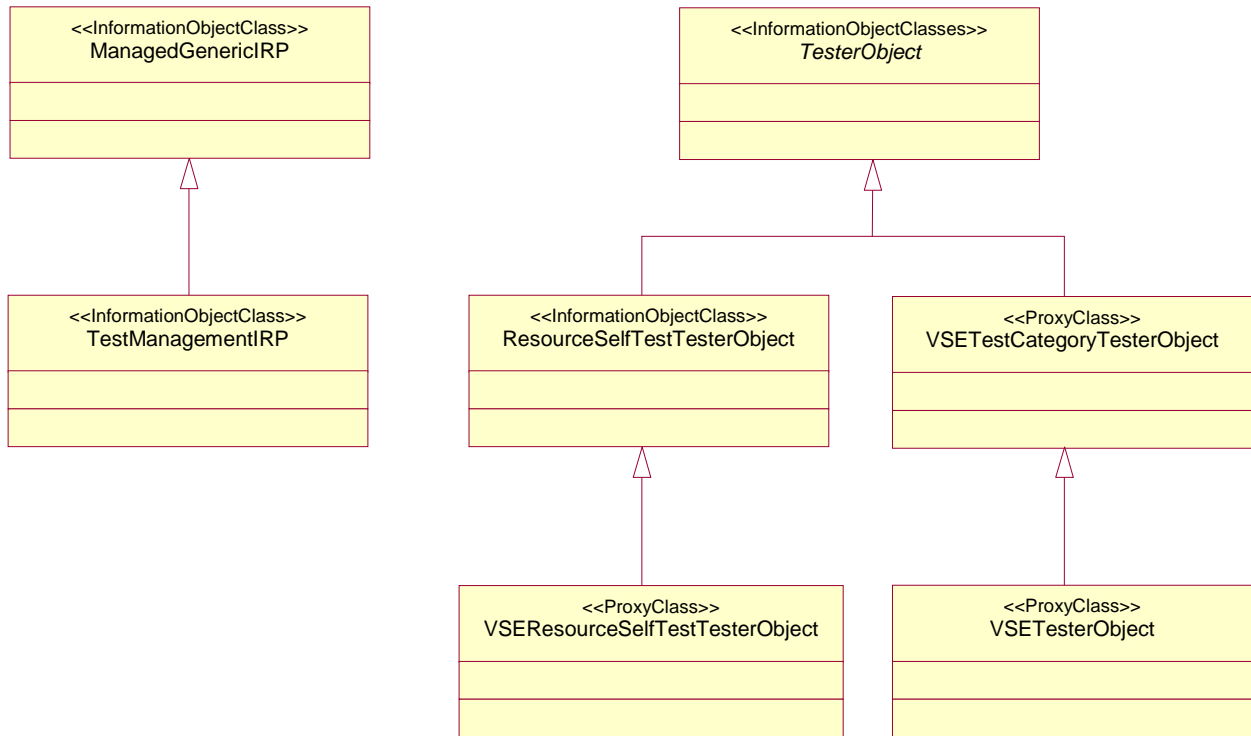 <<InformationObjectClass>>
ManagedGenericIRP
<<InformationObjectClasses>>
TesterObject
<<InformationObjectClass>>
TestManagementIRP
<<InformationObjectClass>>
ResourceSelfTestTesterObject
<<ProxyClass>>
VSETestCategoryTesterObject
<<ProxyClass>>
VSEResourceSelfTestTesterObject
<<ProxyClass>>
VSETesterObject